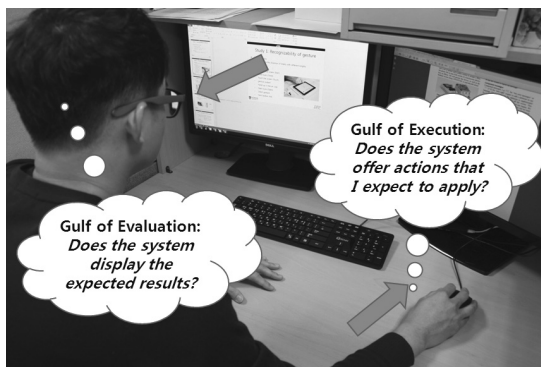 Study 1: Recognizability of gesture
Gulf of Execution:
Does the system
offer actions that
I expect to apply?
Gulf of Evaluation:
Does the system
display the
expected results?
DELL